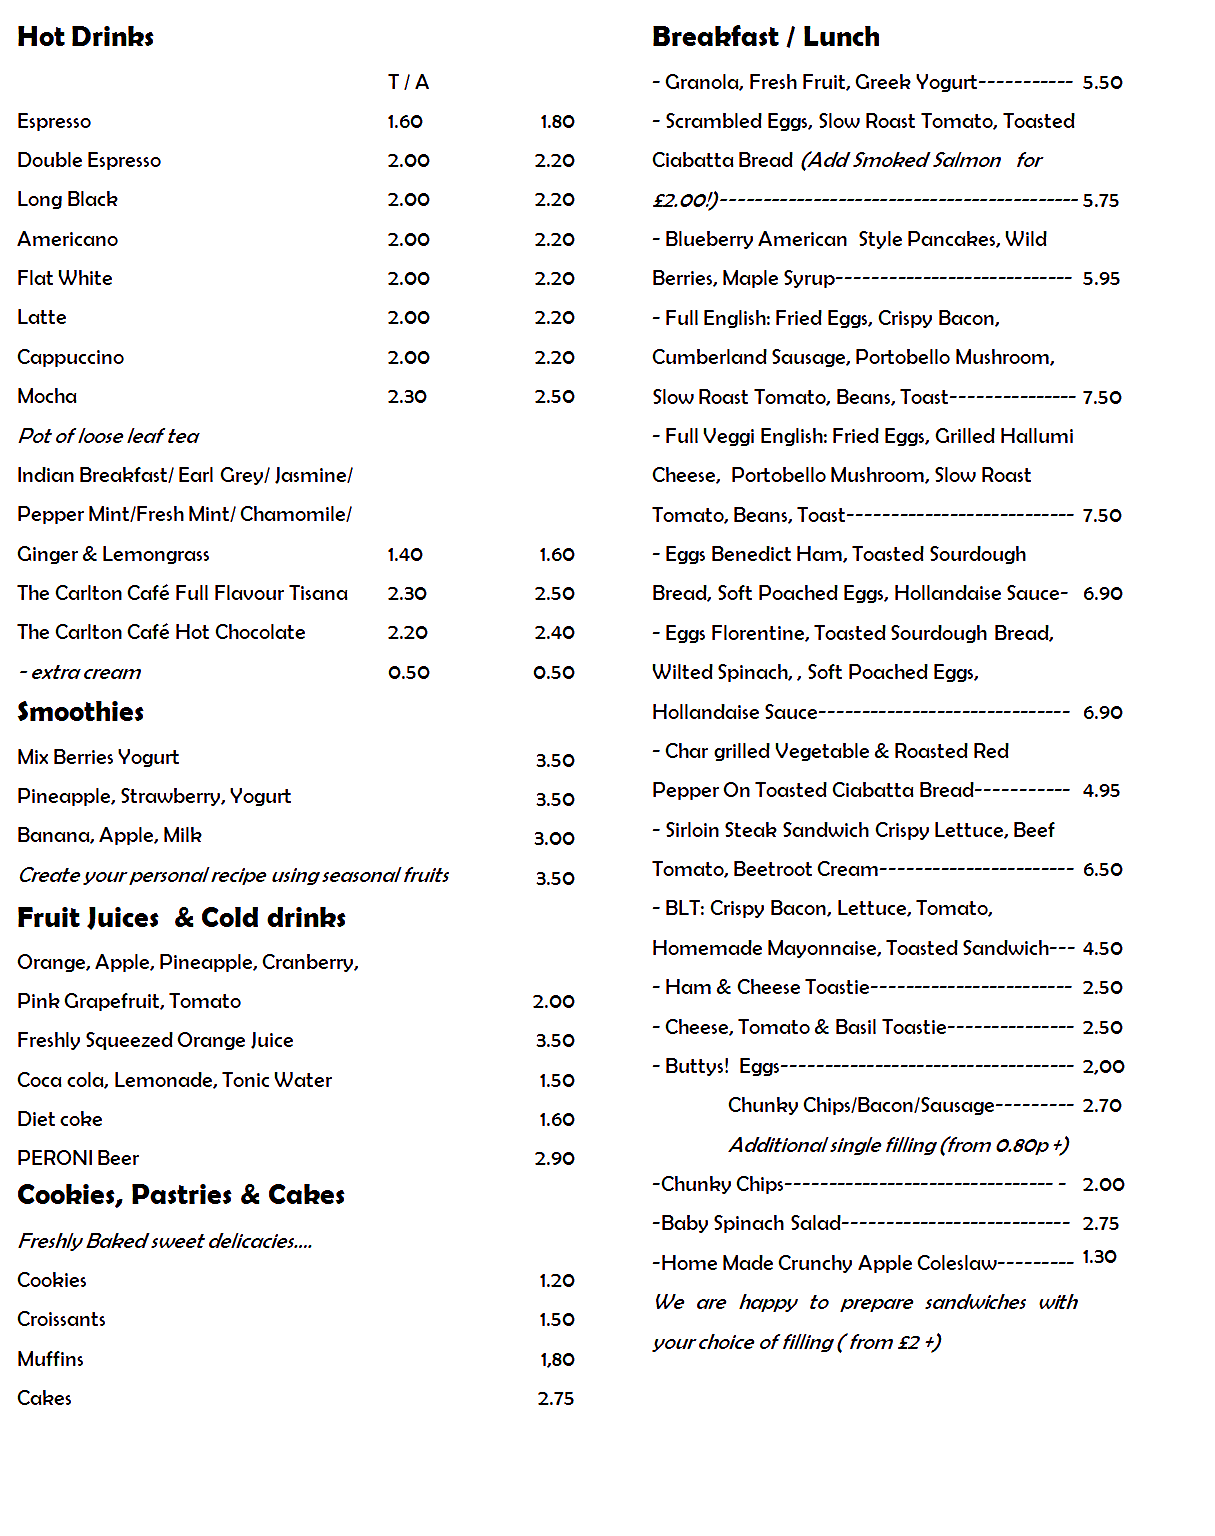 Hot Drinks
T / A
Espresso 1.60 1.80
Double Espresso 2.00 2.20
Long Black 2.00 2.20
Americano 2.00 2.20
Flat White 2.00 2.20
Latte 2.00 2.20
Cappuccino 2.00 2.20
Mocha 2.30 2.50
Pot of loose leaf tea
Indian Breakfast/ Earl Grey/ Jasmine/
Pepper Mint/Fresh Mint/ Chamomile/
Ginger & Lemongrass 1.40 1.60
The Carlton Café Full Flavour Tisana 2.30 2.50
The Carlton Café Hot Chocolate 2.20 2.40
- extra cream 0.50 0.50
Smoothies
Mix Berries Yogurt 3.50
Pineapple, Strawberry, Yogurt 3.50
Banana, Apple, Milk 3.00
Create your personal recipe using seasonal fruits 3.50
Fruit Juices & Cold drinks
Orange, Apple, Pineapple, Cranberry,
Pink Grapefruit, Tomato 2.00
Freshly Squeezed Orange Juice 3.50
Coca cola, Lemonade, Tonic Water 1.50
Diet coke 1.60
PERONI Beer 2.90
Cookies, Pastries & Cakes
Freshly Baked sweet delicacies....
Cookies 1.20
Croissants 1.50
Muffins 1,80
Cakes 2.75
Breakfast / Lunch
- Granola, Fresh Fruit, Greek Yogurt----------- 5.50
- Scrambled Eggs, Slow Roast Tomato, Toasted
Ciabatta Bread (Add Smoked Salmon for
£2.00!)------------------------------------------ 5.75
- Blueberry American Style Pancakes, Wild
Berries, Maple Syrup---------------------------- 5.95
- Full English: Fried Eggs, Crispy Bacon,
Cumberland Sausage, Portobello Mushroom,
Slow Roast Tomato, Beans, Toast--------------- 7.50
- Full Veggi English: Fried Eggs, Grilled Hallumi
Cheese, Portobello Mushroom, Slow Roast
Tomato, Beans, Toast--------------------------- 7.50
- Eggs Benedict Ham, Toasted Sourdough
Bread, Soft Poached Eggs, Hollandaise Sauce- 6.90
- Eggs Florentine, Toasted Sourdough Bread,
Wilted Spinach, , Soft Poached Eggs,
Hollandaise Sauce------------------------------ 6.90
- Char grilled Vegetable & Roasted Red
Pepper On Toasted Ciabatta Bread----------- 4.95
- Sirloin Steak Sandwich Crispy Lettuce, Beef
Tomato, Beetroot Cream----------------------- 6.50
- BLT: Crispy Bacon, Lettuce, Tomato,
Homemade Mayonnaise, Toasted Sandwich--- 4.50
- Ham & Cheese Toastie------------------------ 2.50
- Cheese, Tomato & Basil Toastie--------------- 2.50
- Buttys! Eggs----------------------------------- 2,00
Chunky Chips/Bacon/Sausage--------- 2.70
Additional single filling (from 0.80p +)
-Chunky Chips-------------------------------- - 2.00
-Baby Spinach Salad--------------------------- 2.75
-Home Made Crunchy Apple Coleslaw--------- 1.30
We are happy to prepare sandwiches with
your choice of filling ( from £2 +)